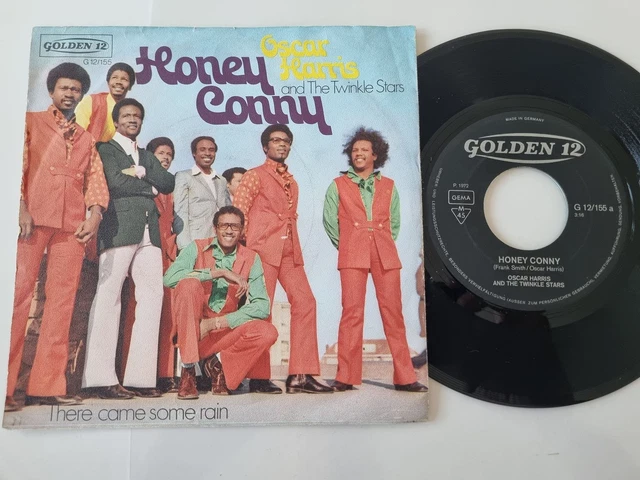 GOLDEN 12
G 12/155
Honey
Conny
Oscar
Harris
and The Twinkle Stars
There came some rain
MADE IN GERMANY
GOLDEN 12
P. 1972
GEMA
M
45
G 12/155 a
3:16
HONEY CONNY
(Frank Smith / Oscar Harris)
OSCAR HARRIS
AND THE TWINKLE STARS